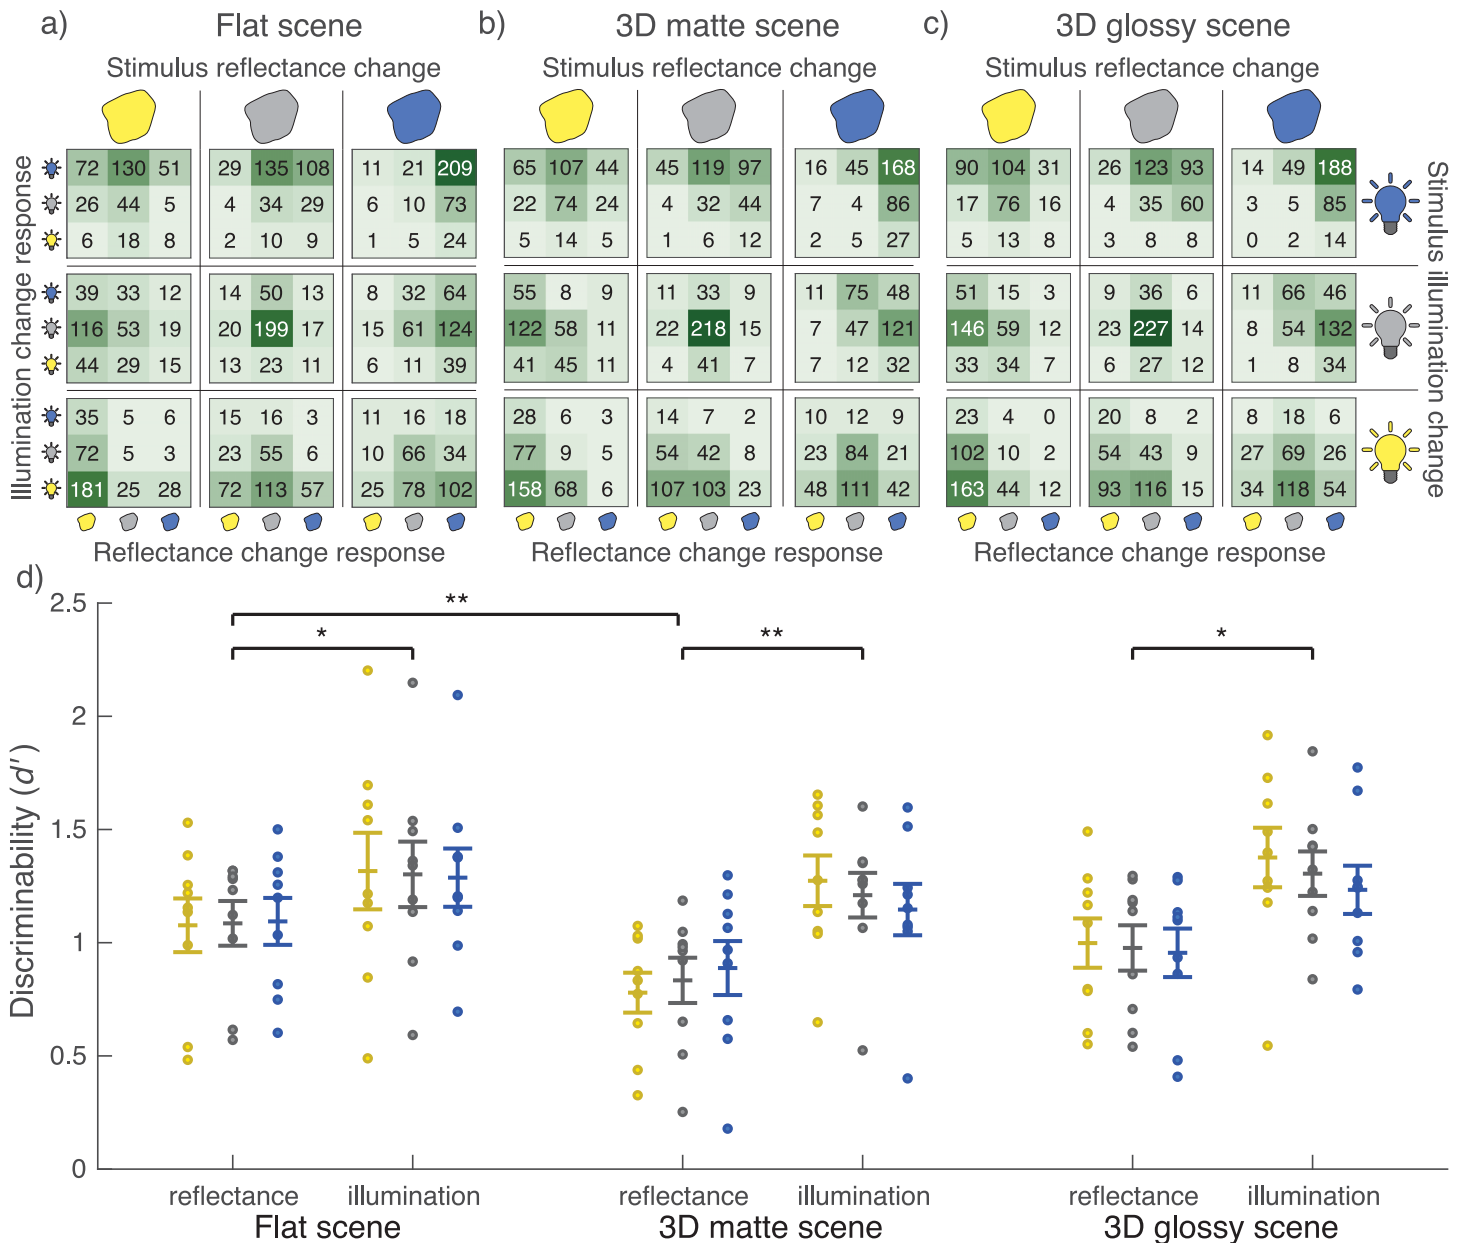 a) Flat scene b) 3D matte scene c) 3D glossy scene
Stimulus reflectance change Stimulus reflectance change Stimulus reflectance change
Illumination change response
72 130 51 29 135 108 11 21 209 65 107 44 45 119 97 16 45 168 90 104 31 26 123 93 14 49 188
26 44 5 4 34 29 6 10 73 22 74 24 4 32 44 7 4 86 17 76 16 4 35 60 3 5 85
6 18 8 2 10 9 1 5 24 5 14 5 1 6 12 2 5 27 5 13 8 3 8 8 0 2 14
39 33 12 14 50 13 8 32 64 55 8 9 11 33 9 11 75 48 51 15 3 9 36 6 11 66 46
116 53 19 20 199 17 15 61 124 122 58 11 22 218 15 7 47 121 146 59 12 23 227 14 8 54 132
44 29 15 13 23 11 6 11 39 41 45 11 4 41 7 7 12 32 33 34 7 6 27 12 1 8 34
35 5 6 15 16 3 11 16 18 28 6 3 14 7 2 10 12 9 23 4 0 20 8 2 8 18 6
72 5 3 23 55 6 10 66 34 77 9 5 54 42 8 23 84 21 102 10 2 54 43 9 27 69 26
181 25 28 72 113 57 25 78 102 158 68 6 107 103 23 48 111 42 163 44 12 93 116 15 34 118 54
Stimulus illumination change
Reflectance change response Reflectance change response Reflectance change response
d)
Discriminability (d')
2.5
2
1.5
1
0.5
0
** * ** *
reflectance illumination reflectance illumination reflectance illumination
Flat scene 3D matte scene 3D glossy scene